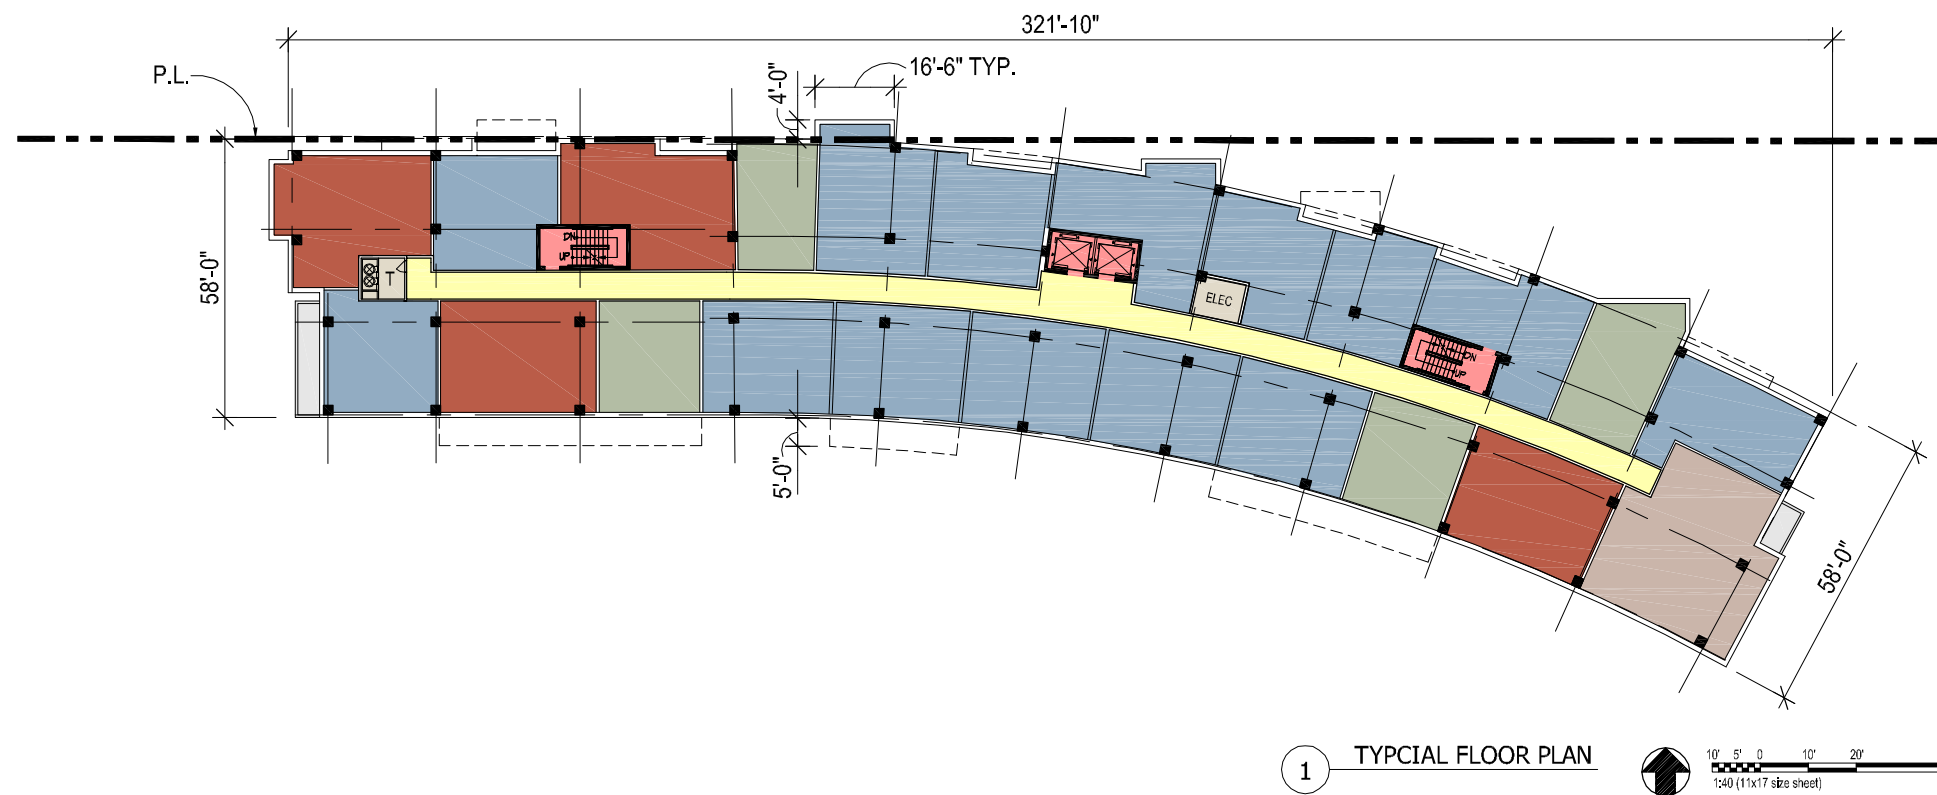 321'-10"
P.L.
4'-0"
16'-6" TYP.
58'-0"
DN
UP
T
ELEC
DN
UP
5'-0"
58'-0"
1
TYPCIAL FLOOR PLAN
10' 5' 0 10' 20'
1:40 (11x17 size sheet)